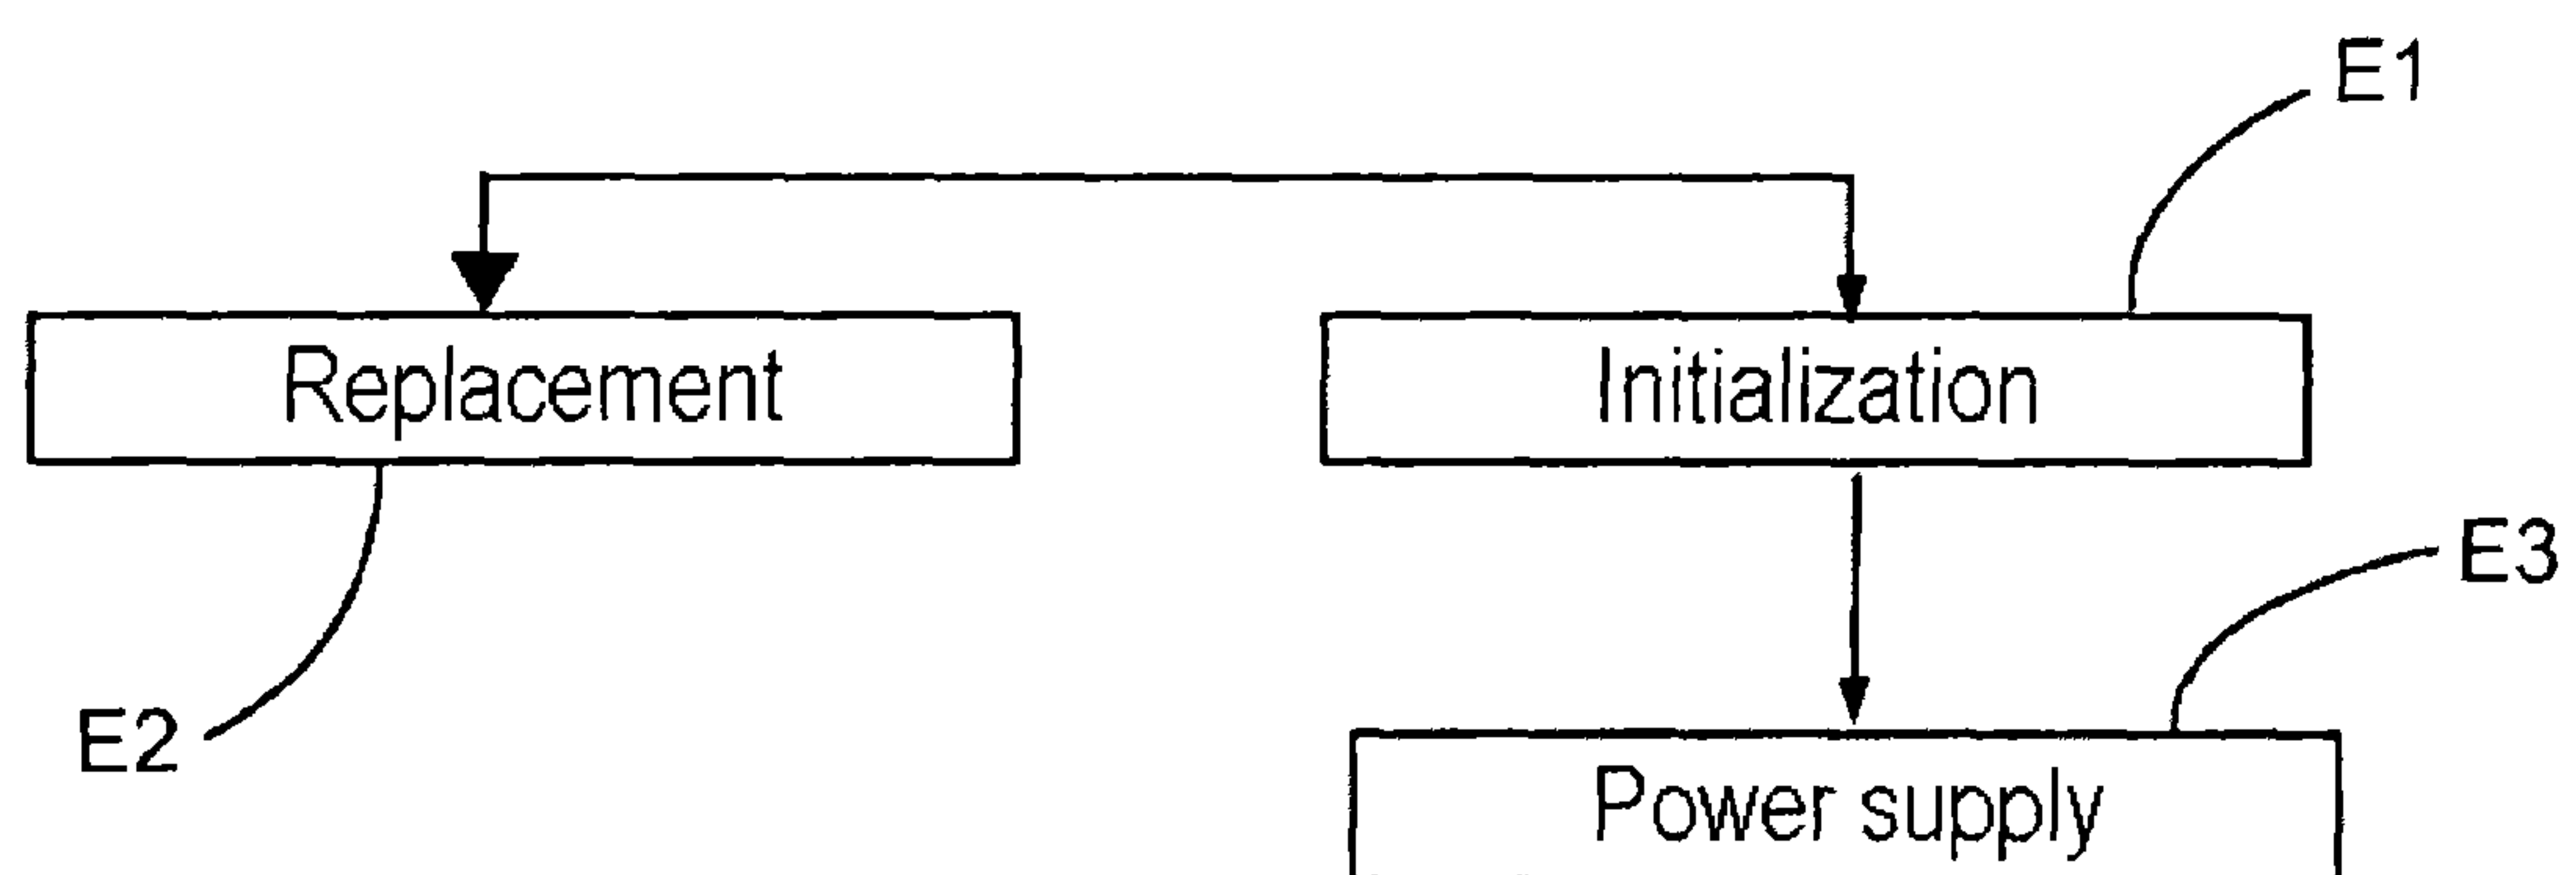 E1
Replacement
Initialization
E3
E2
Power supply